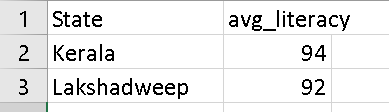 1 State avg_literacy
2 Kerala 94
3 Lakshadweep 92